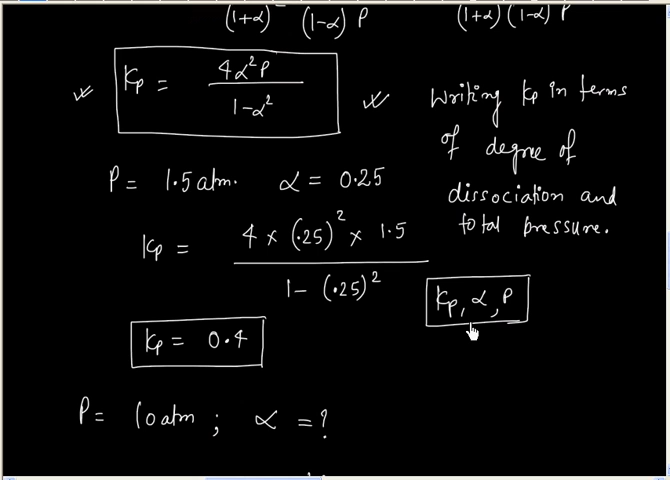 (1+α)² (1-α) P (1+α) (1-α) P
Kp = 4α²P / 1-α²
Writing Kp in terms
of degree of
dissociation and
total pressure.
P = 1.5 atm. α = 0.25
Kp = 4 × (.25)² × 1.5 / 1 - (.25)²
Kp, α, P
Kp = 0.4
P = 10 atm ; α = ?